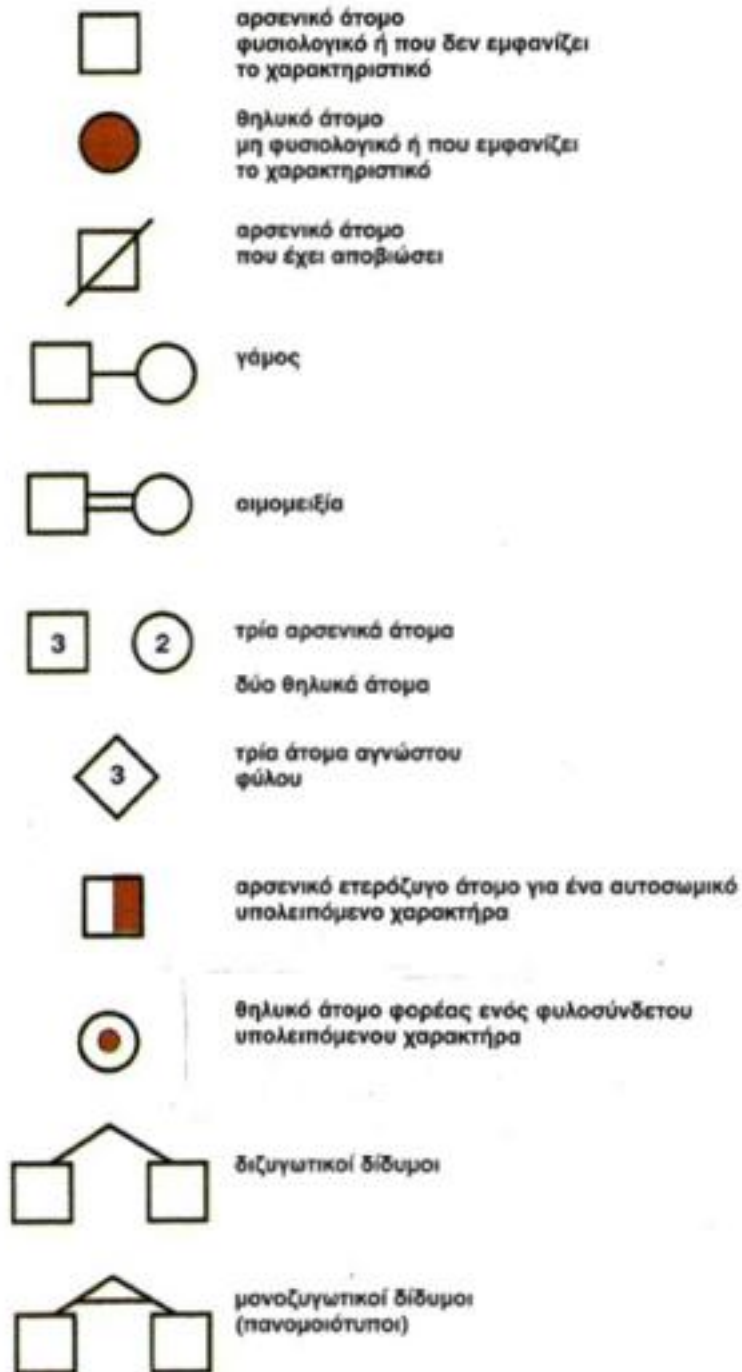 αρσενικό άτομο
φυσιολογικό ή που δεν εμφανίζει
το χαρακτηριστικό
θηλυκό άτομο
μη φυσιολογικό ή που εμφανίζει
το χαρακτηριστικό
αρσενικό άτομο
που έχει αποβιώσει
γάμος
αιμομειξία
3 2 τρία αρσενικά άτομα
δύο θηλυκά άτομα
τρία άτομα αγνώστου
3
φύλου
αρσενικό ετερόζυγο άτομο για ένα αυτοσωμικό
υπολειπόμενο χαρακτήρα
θηλυκό άτομο φορέας ενός φυλοσύνδετου
υπολειπόμενου χαρακτήρα
διζυγωτικοί δίδυμοι
μονοζυγωτικοί δίδυμοι
(πανομοιότυποι)